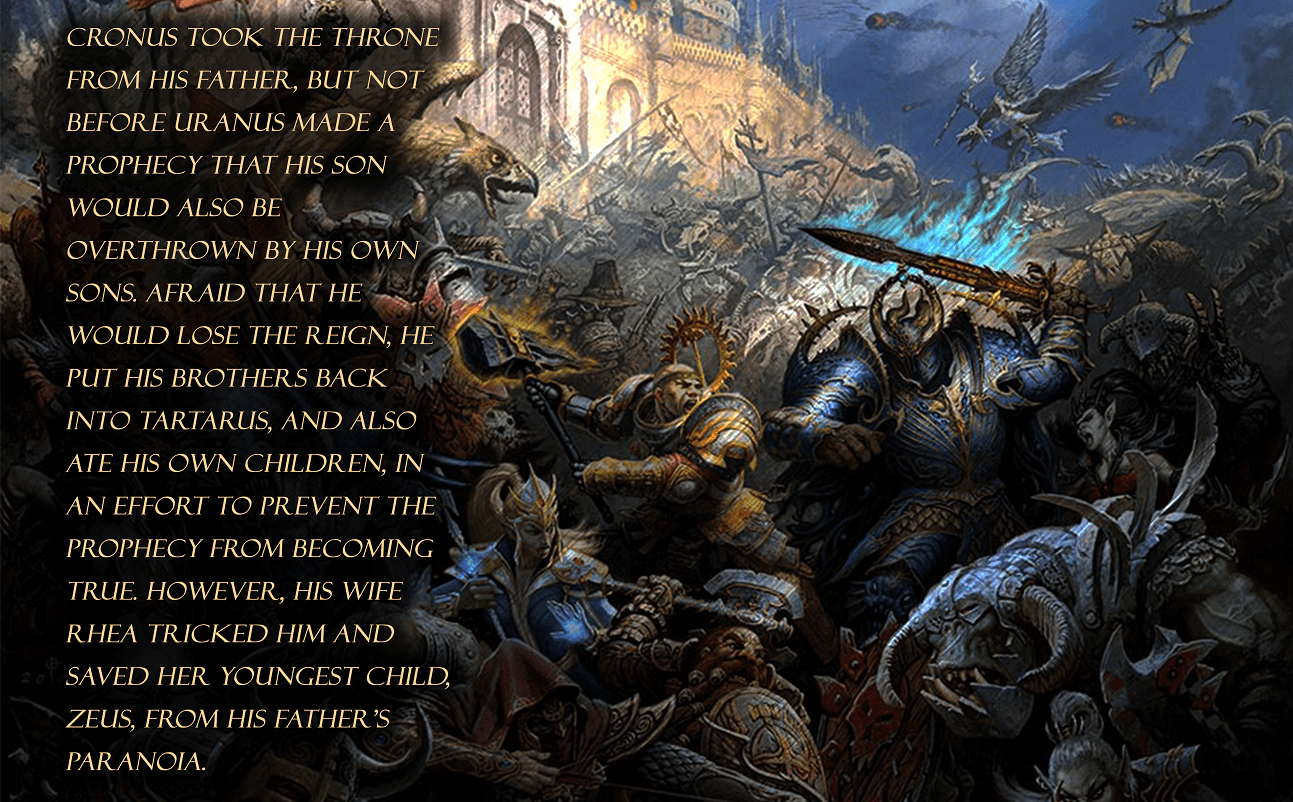 CRONUS TOOK THE THRONE
FROM HIS FATHER, BUT NOT
BEFORE URANUS MADE A
PROPHECY THAT HIS SON
WOULD ALSO BE
OVERTHROWN BY HIS OWN
SONS. AFRAID THAT HE
WOULD LOSE THE REIGN, HE
PUT HIS BROTHERS BACK
INTO TARTARUS, AND ALSO
ATE HIS OWN CHILDREN, IN
AN EFFORT TO PREVENT THE
PROPHECY FROM BECOMING
TRUE. HOWEVER, HIS WIFE
RHEA TRICKED HIM AND
SAVED HER YOUNGEST CHILD,
ZEUS, FROM HIS FATHER'S
PARANOIA.